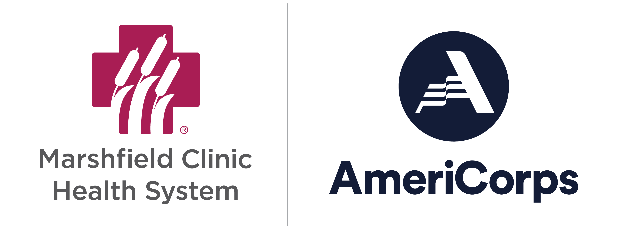 Marshfield Clinic
Health System
®
A
AmeriCorps